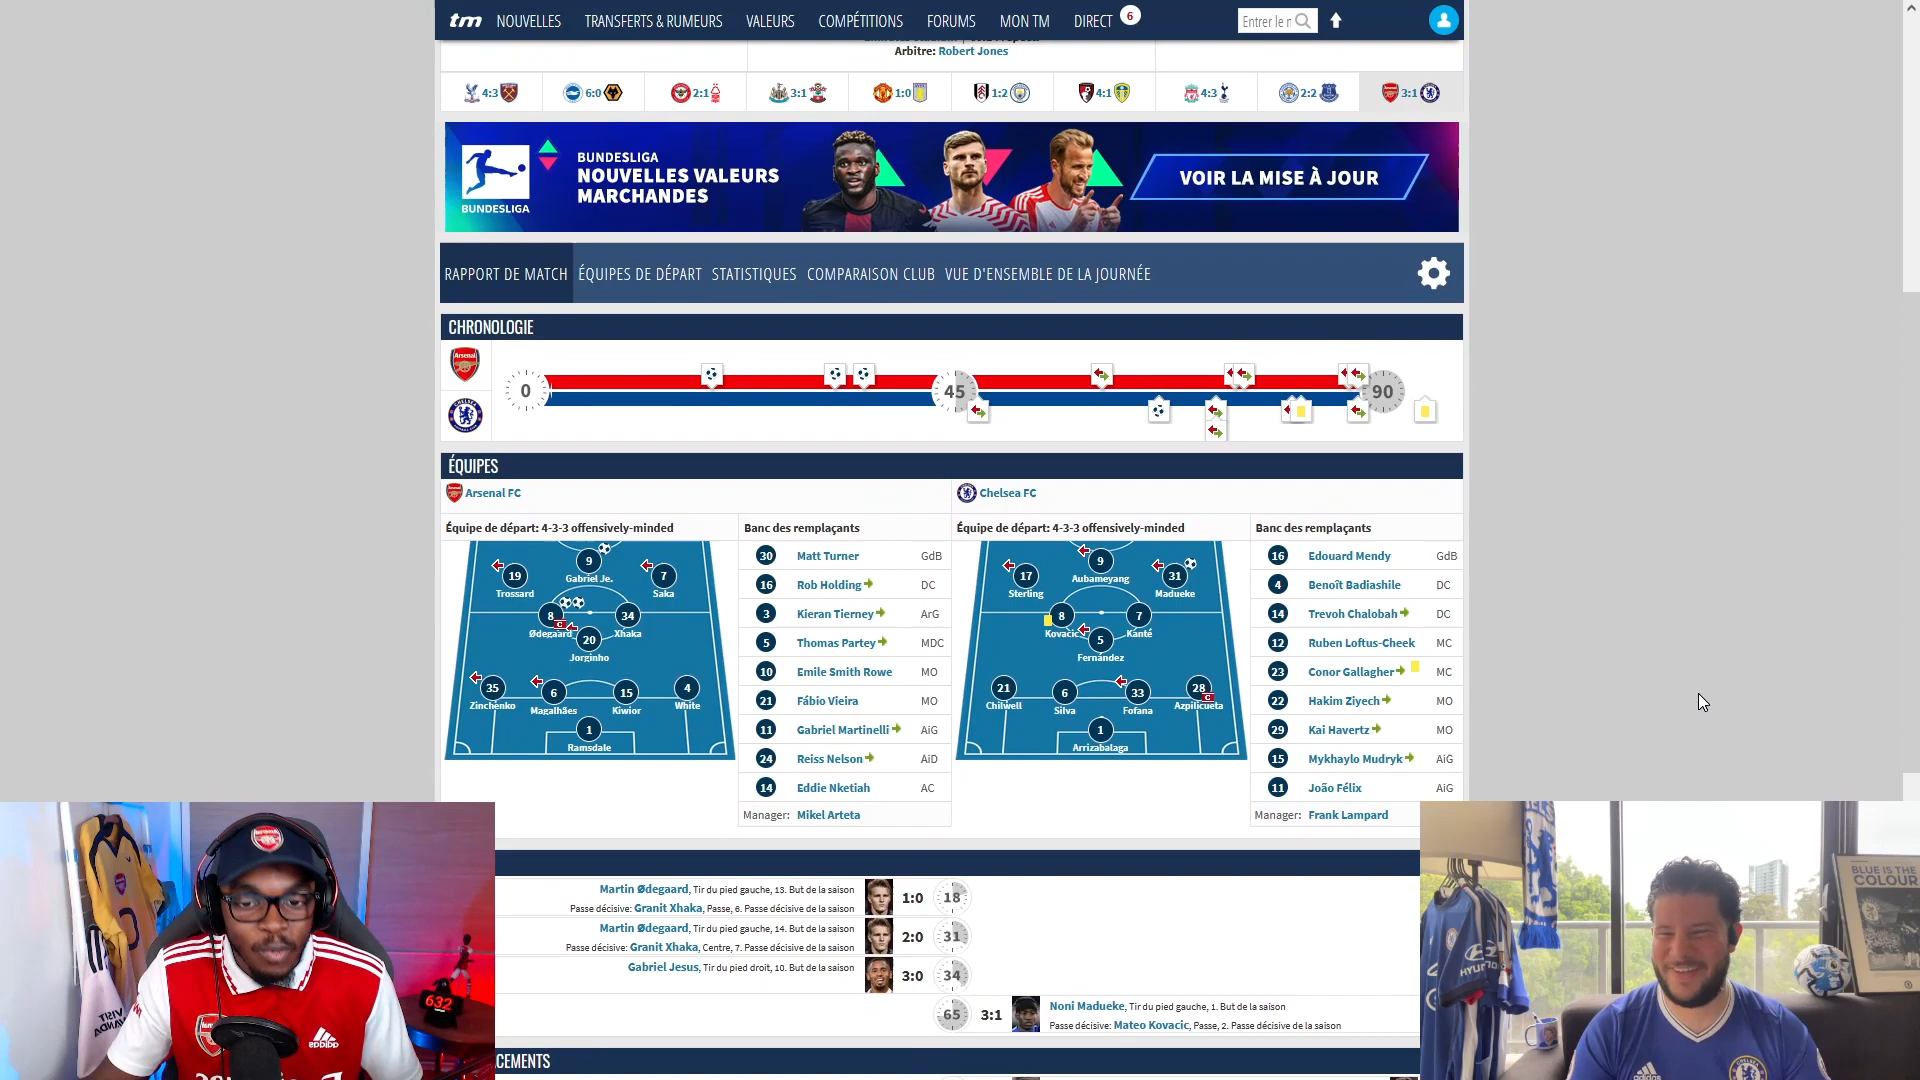 tm NOUVELLES TRANSFERTS & RUMEURS VALEURS COMPÉTITIONS FORUMS MON TM DIRECT 6 Entrer le n
Arbitre: Robert Jones
4:3 6:0 2:1 3:1 1:0 1:2 4:1 4:3 2:2 3:1
BUNDESLIGA
BUNDESLIGA
NOUVELLES VALEURS
MARCHANDES
VOIR LA MISE À JOUR
RAPPORT DE MATCH ÉQUIPES DE DÉPART STATISTIQUES COMPARAISON CLUB VUE D'ENSEMBLE DE LA JOURNÉE
CHRONOLOGIE
0 45 90
ÉQUIPES
Arsenal FC
Chelsea FC
Équipe de départ: 4-3-3 offensively-minded
9
Gabriel Je.
19
Trossard
7
Saka
8
Ødegaard
C
34
Xhaka
20
Jorginho
35
Zinchenko
6
Magalhães
15
Kiwior
4
White
1
Ramsdale
Banc des remplaçants
30 Matt Turner GdB
16 Rob Holding DC
3 Kieran Tierney ArG
5 Thomas Partey MDC
10 Emile Smith Rowe MO
21 Fábio Vieira MO
11 Gabriel Martinelli AiG
24 Reiss Nelson AiD
14 Eddie Nketiah AC
Manager: Mikel Arteta
Équipe de départ: 4-3-3 offensively-minded
9
Aubameyang
17
Sterling
31
Madueke
8
Kovacic
7
Kanté
5
Fernández
21
Chilwell
6
Silva
33
Fofana
28
Azpilicueta
C
1
Arrizabalaga
Banc des remplaçants
16 Edouard Mendy GdB
4 Benoît Badiashile DC
14 Trevoh Chalobah DC
12 Ruben Loftus-Cheek MC
23 Conor Gallagher MC
22 Hakim Ziyech MO
29 Kai Havertz MO
15 Mykhaylo Mudryk AiG
11 João Félix AiG
Manager: Frank Lampard
Martin Ødegaard, Tir du pied gauche, 13. But de la saison
Passe décisive: Granit Xhaka, Passe, 6. Passe décisive de la saison
1:0 18
Martin Ødegaard, Tir du pied gauche, 14. But de la saison
Passe décisive: Granit Xhaka, Centre, 7. Passe décisive de la saison
2:0 31
Gabriel Jesus, Tir du pied droit, 10. But de la saison
3:0 34
65 3:1
Noni Madueke, Tir du pied gauche, 1. But de la saison
Passe décisive: Mateo Kovacic, Passe, 2. Passe décisive de la saison
CEMENTS
Arsenal
VISIT
632
adidas
BLUE IS THE
COLOUR
adidas